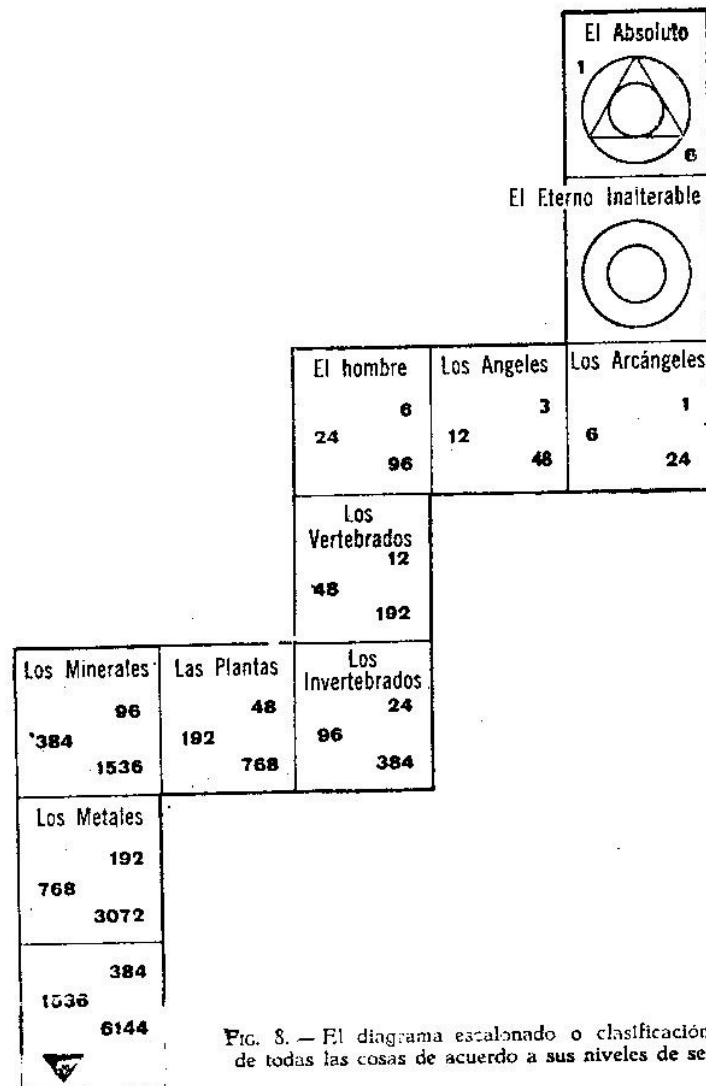 El Absoluto
1
6
El Eterno Inalterable
El hombre Los Angeles Los Arcángeles
6 3 1
24 12 6
96 48 24
Los
Vertebrados
12
48
192
Los Minerales Las Plantas Los
Invertebrados
96 48 24
384 192 96
1536 768 384
Los Metales
192
768
3072
384
1536
6144
FIG. 8. — El diagrama escalonado o clasificación
de todas las cosas de acuerdo a sus niveles de se